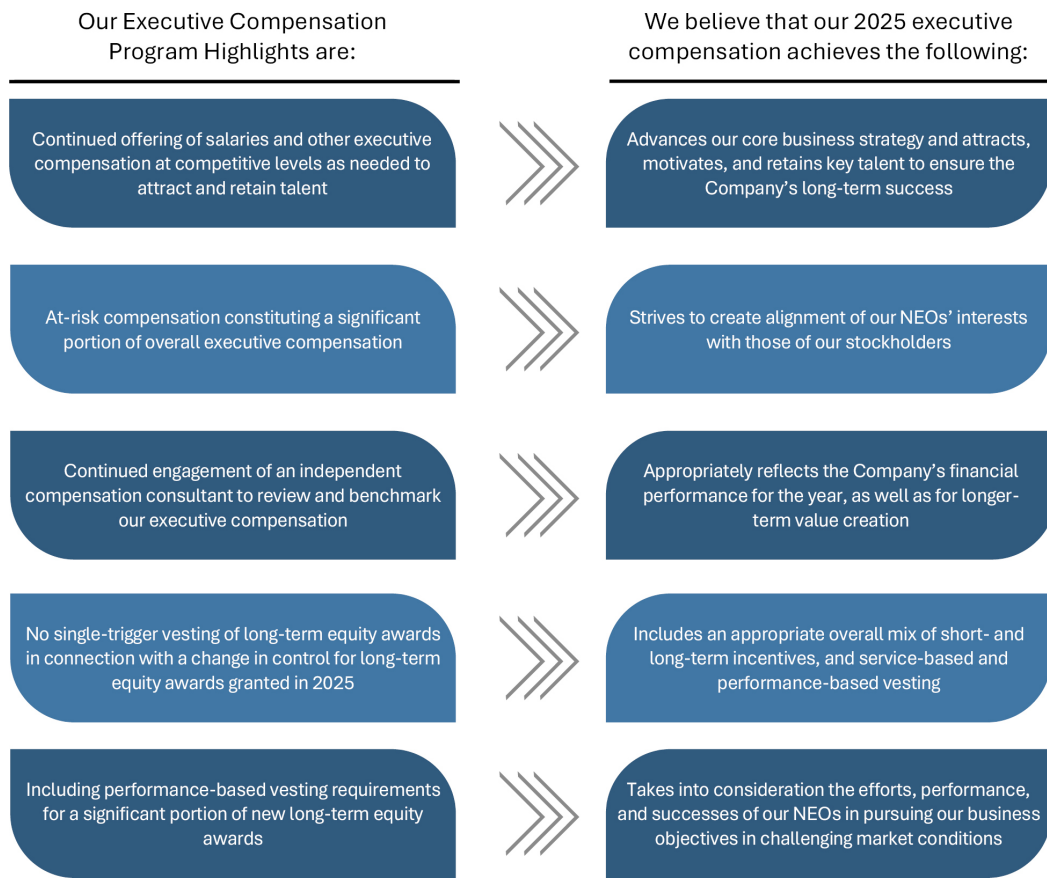 Our Executive Compensation
Program Highlights are:
We believe that our 2025 executive
compensation achieves the following:
Continued offering of salaries and other executive
compensation at competitive levels as needed to
attract and retain talent
Advances our core business strategy and attracts,
motivates, and retains key talent to ensure the
Company’s long-term success
At-risk compensation constituting a significant
portion of overall executive compensation
Strives to create alignment of our NEOs’ interests
with those of our stockholders
Continued engagement of an independent
compensation consultant to review and benchmark
our executive compensation
Appropriately reflects the Company’s financial
performance for the year, as well as for longer-
term value creation
No single-trigger vesting of long-term equity awards
in connection with a change in control for long-term
equity awards granted in 2025
Includes an appropriate overall mix of short- and
long-term incentives, and service-based and
performance-based vesting
Including performance-based vesting requirements
for a significant portion of new long-term equity
awards
Takes into consideration the efforts, performance,
and successes of our NEOs in pursuing our business
objectives in challenging market conditions